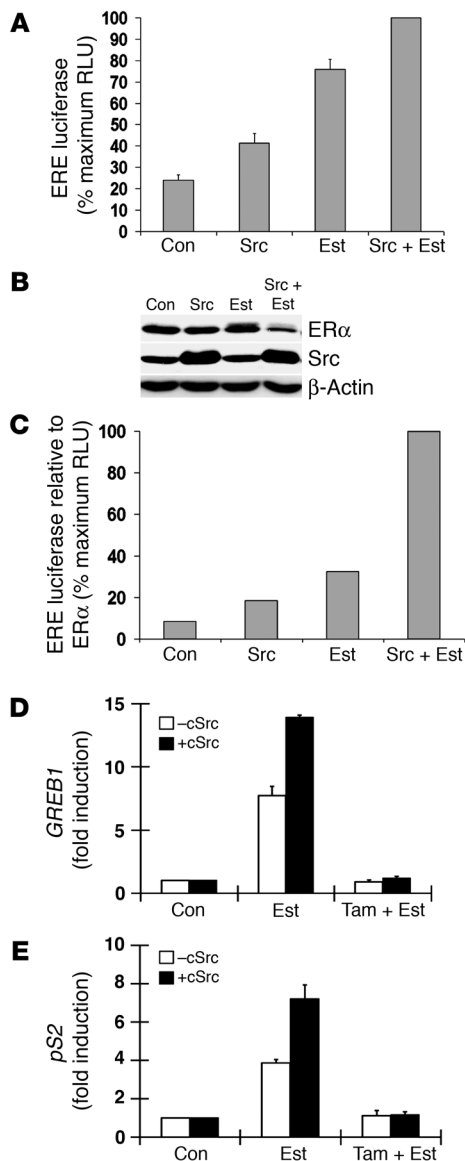 A
ERE luciferase
(% maximum RLU)
100
90
80
70
60
50
40
30
20
10
0
Con Src Est Src + Est
B
Con Src Est Src +
Est
ERα
Src
β-Actin
C
ERE luciferase relative to
ERα (% maximum RLU)
100
80
60
40
20
0
Con Src Est Src + Est
D
GREB1
(fold induction)
15
10
5
0
–cSrc
+cSrc
Con Est Tam + Est
E
pS2
(fold induction)
10
8
6
4
2
0
–cSrc
+cSrc
Con Est Tam + Est